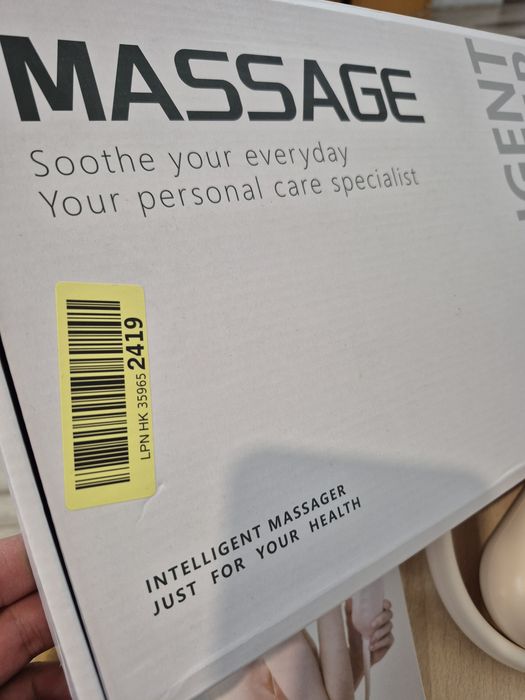 MASSAGE
Soothe your everyday
Your personal care specialist
LPN HK 35965 2419
INTELLIGENT MASSAGER
JUST FOR YOUR HEALTH